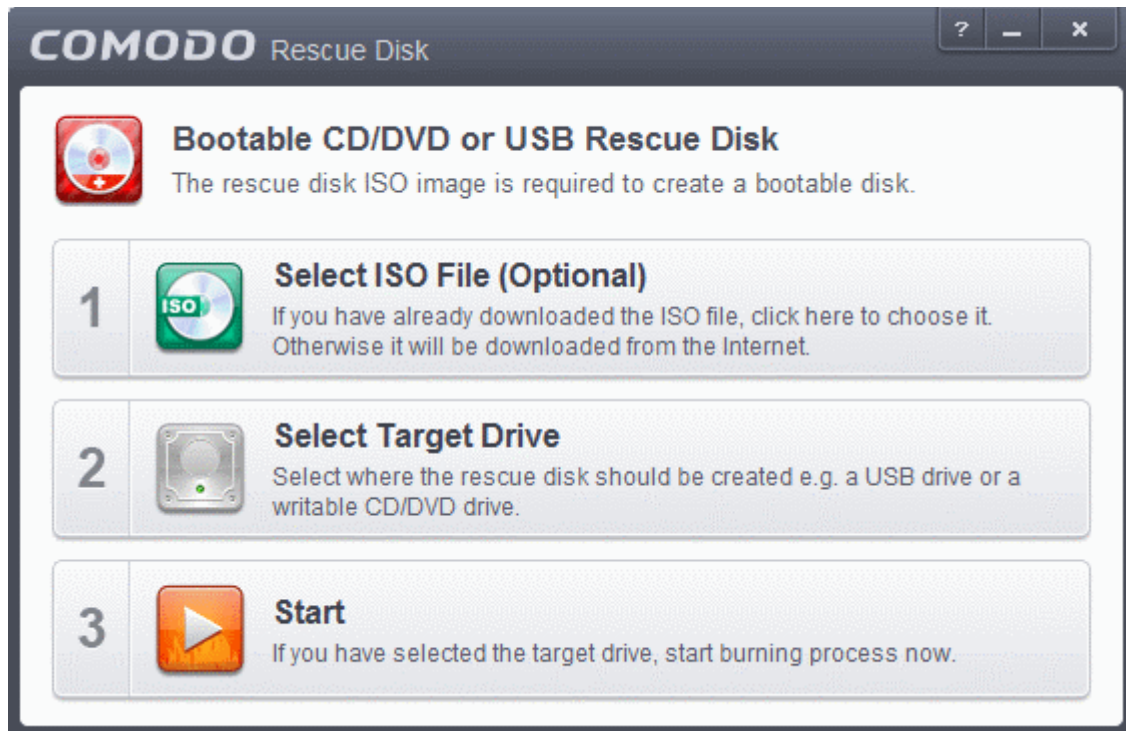 COMODO Rescue Disk
? – ×
Bootable CD/DVD or USB Rescue Disk
The rescue disk ISO image is required to create a bootable disk.
1
ISO
Select ISO File (Optional)
If you have already downloaded the ISO file, click here to choose it.
Otherwise it will be downloaded from the Internet.
2
Select Target Drive
Select where the rescue disk should be created e.g. a USB drive or a
writable CD/DVD drive.
3
Start
If you have selected the target drive, start burning process now.